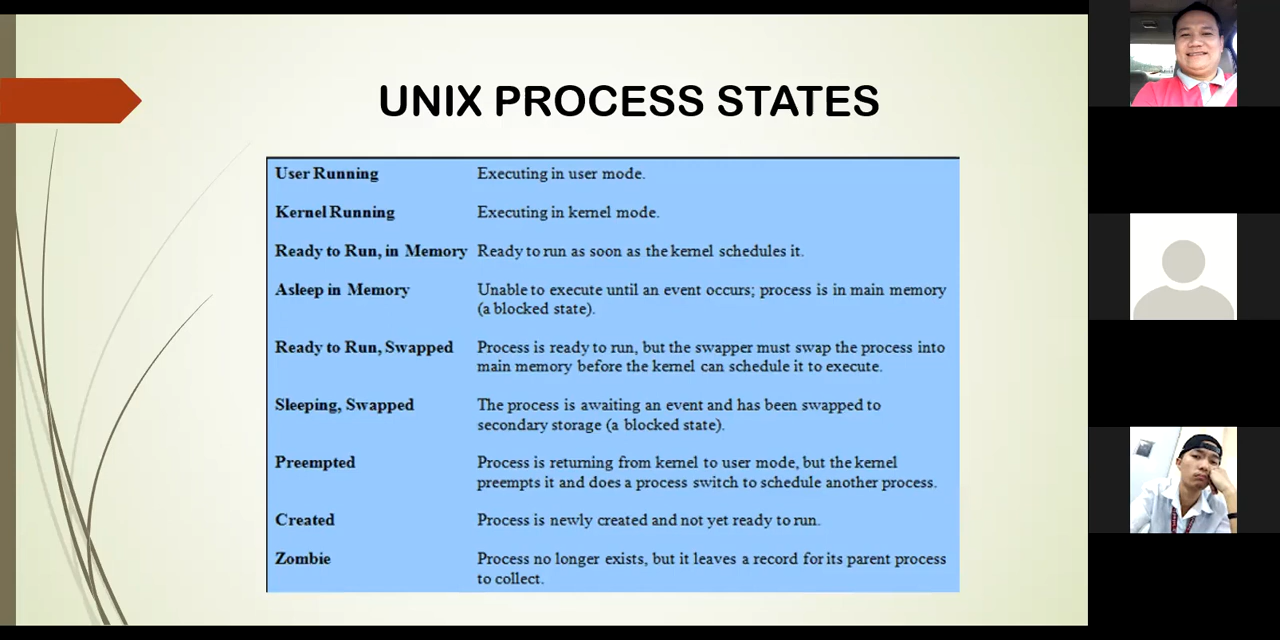 UNIX PROCESS STATES
User Running Executing in user mode.
Kernel Running Executing in kernel mode.
Ready to Run, in Memory Ready to run as soon as the kernel schedules it.
Asleep in Memory Unable to execute until an event occurs; process is in main memory
(a blocked state).
Ready to Run, Swapped Process is ready to run, but the swapper must swap the process into
main memory before the kernel can schedule it to execute.
Sleeping, Swapped The process is awaiting an event and has been swapped to
secondary storage (a blocked state).
Preempted Process is returning from kernel to user mode, but the kernel
preempts it and does a process switch to schedule another process.
Created Process is newly created and not yet ready to run.
Zombie Process no longer exists, but it leaves a record for its parent process
to collect.